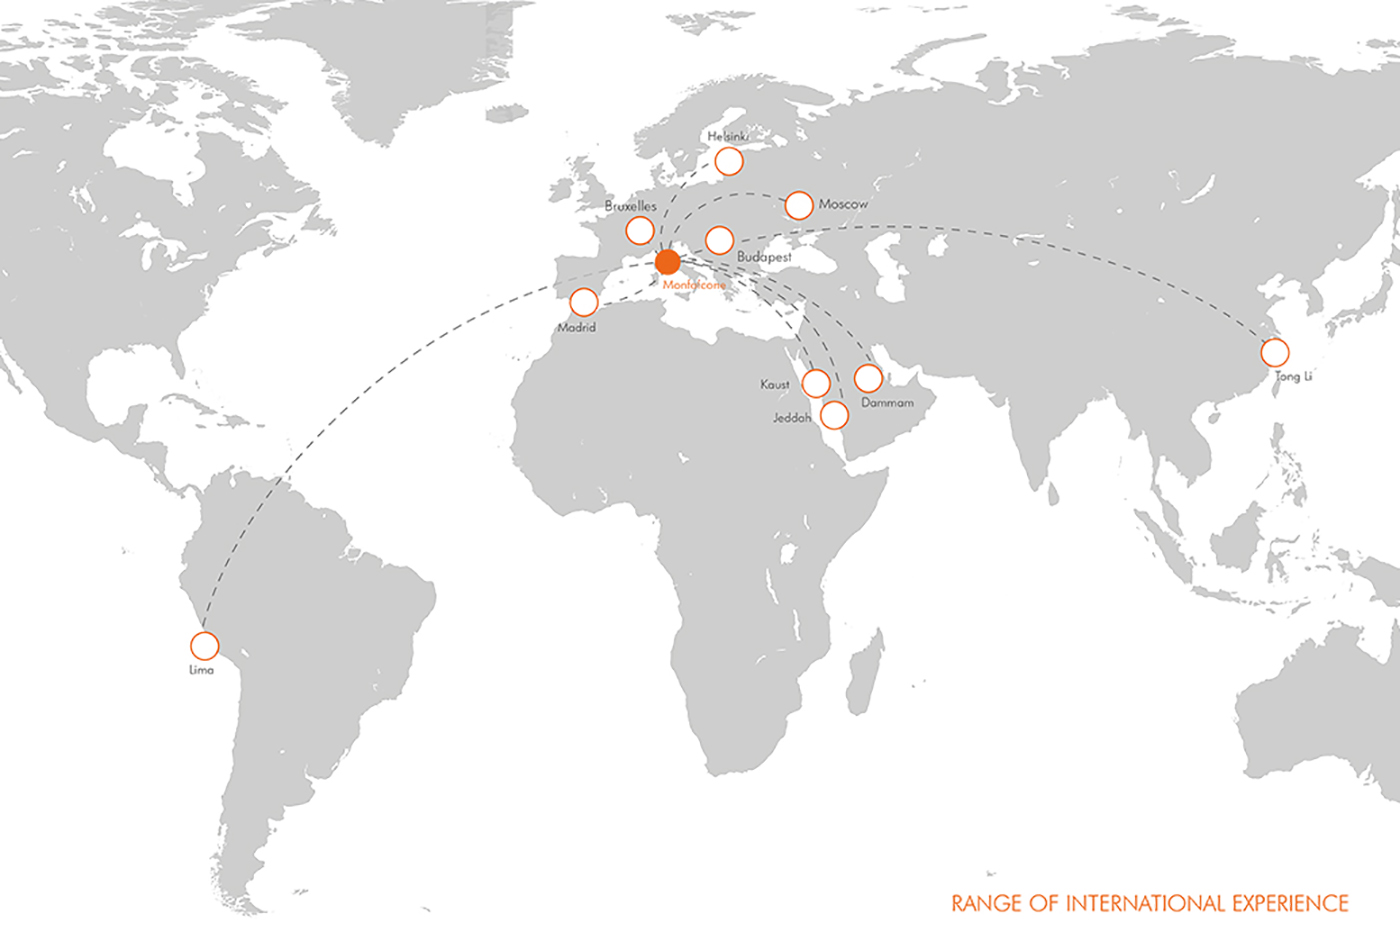 Helsinki
Bruxelles
Moscow
Budapest
Monfalcone
Madrid
Tong Li
Kaust
Dammam
Jeddah
Lima
RANGE OF INTERNATIONAL EXPERIENCE